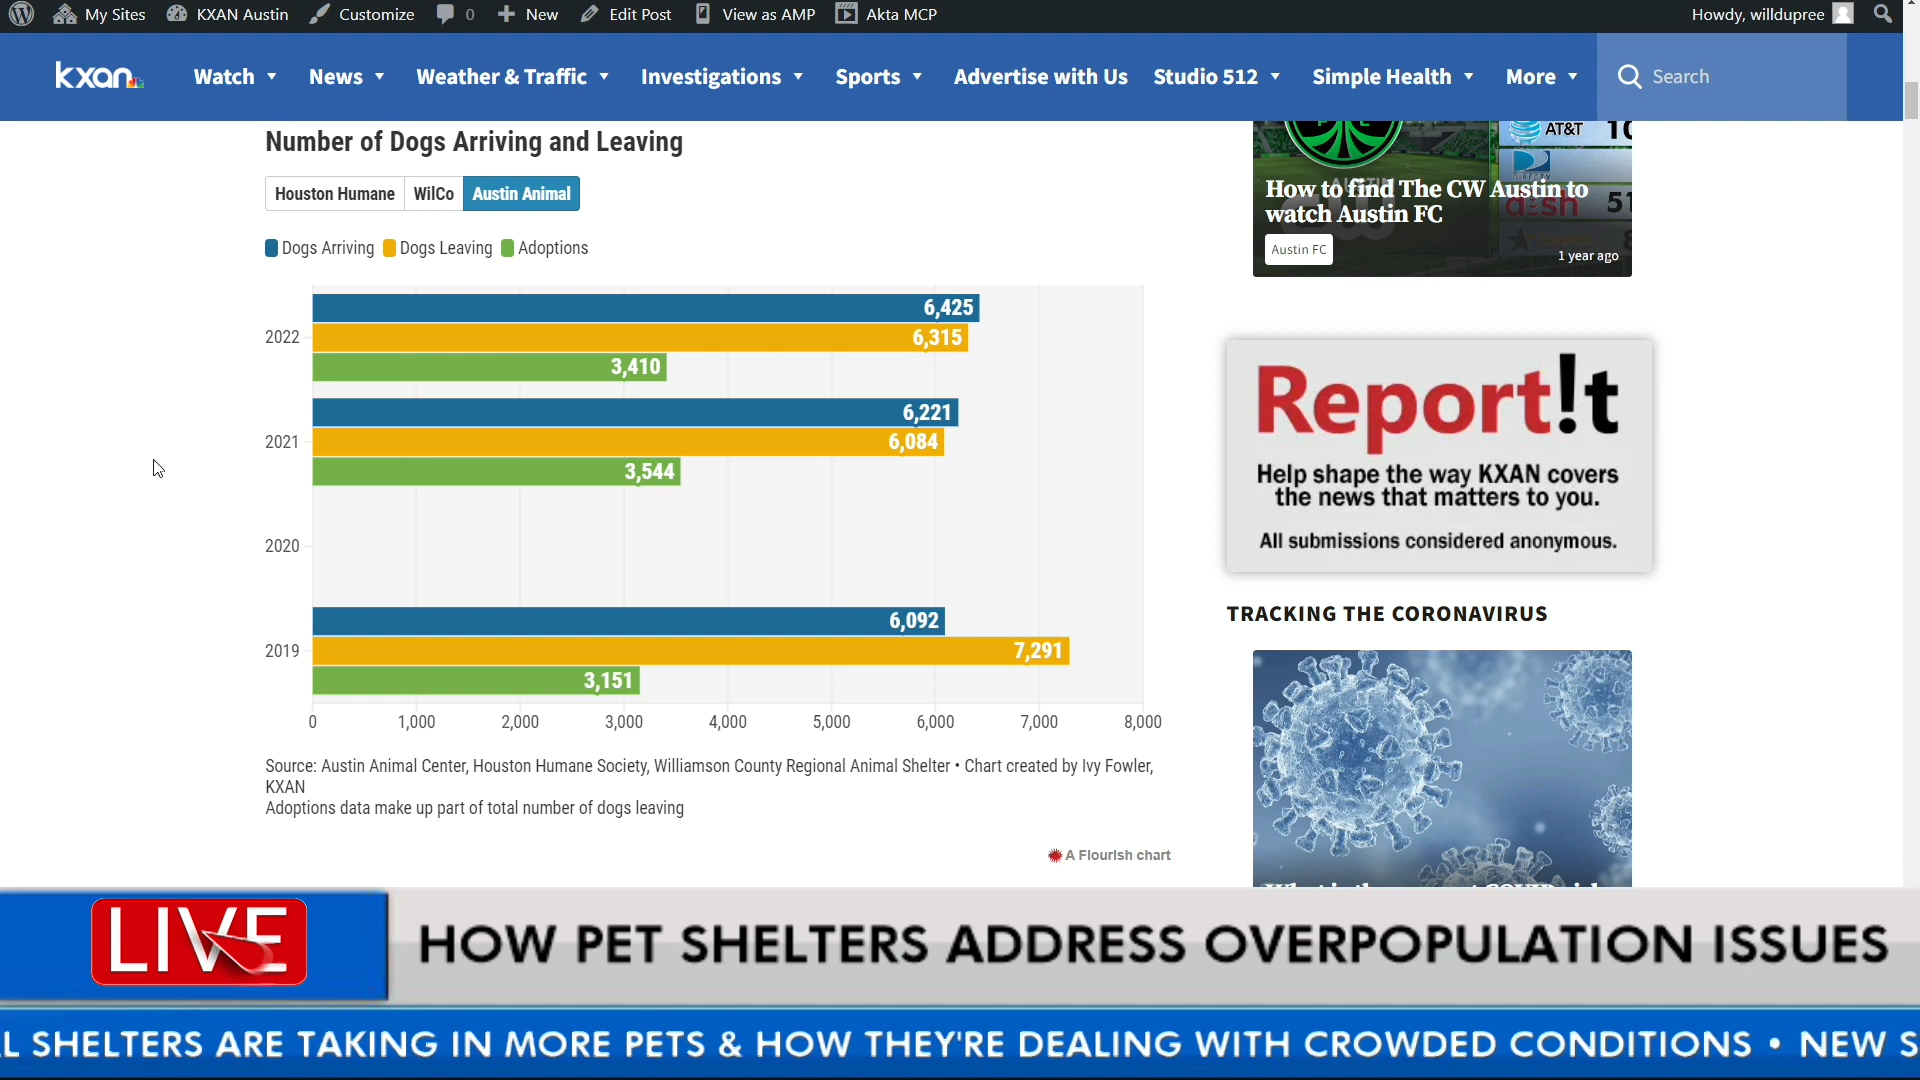 My Sites KXAN Austin Customize 0 New Edit Post View as AMP Akta MCP Howdy, willdupree
kxan Watch News Weather & Traffic Investigations Sports Advertise with Us Studio 512 Simple Health More Search
Number of Dogs Arriving and Leaving
Houston Humane WilCo Austin Animal
Dogs Arriving Dogs Leaving Adoptions
6,425
2022
6,315
3,410
6,221
2021
6,084
3,544
2020
6,092
2019
7,291
3,151
0 1,000 2,000 3,000 4,000 5,000 6,000 7,000 8,000
Source: Austin Animal Center, Houston Humane Society, Williamson County Regional Animal Shelter • Chart created by Ivy Fowler,
KXAN
Adoptions data make up part of total number of dogs leaving
A Flourish chart
AT&T
dish
How to find The CW Austin to
watch Austin FC
Austin FC
1 year ago
Report!t
Help shape the way KXAN covers
the news that matters to you.
All submissions considered anonymous.
TRACKING THE CORONAVIRUS
LIVE
HOW PET SHELTERS ADDRESS OVERPOPULATION ISSUES
L SHELTERS ARE TAKING IN MORE PETS & HOW THEY'RE DEALING WITH CROWDED CONDITIONS • NEW S